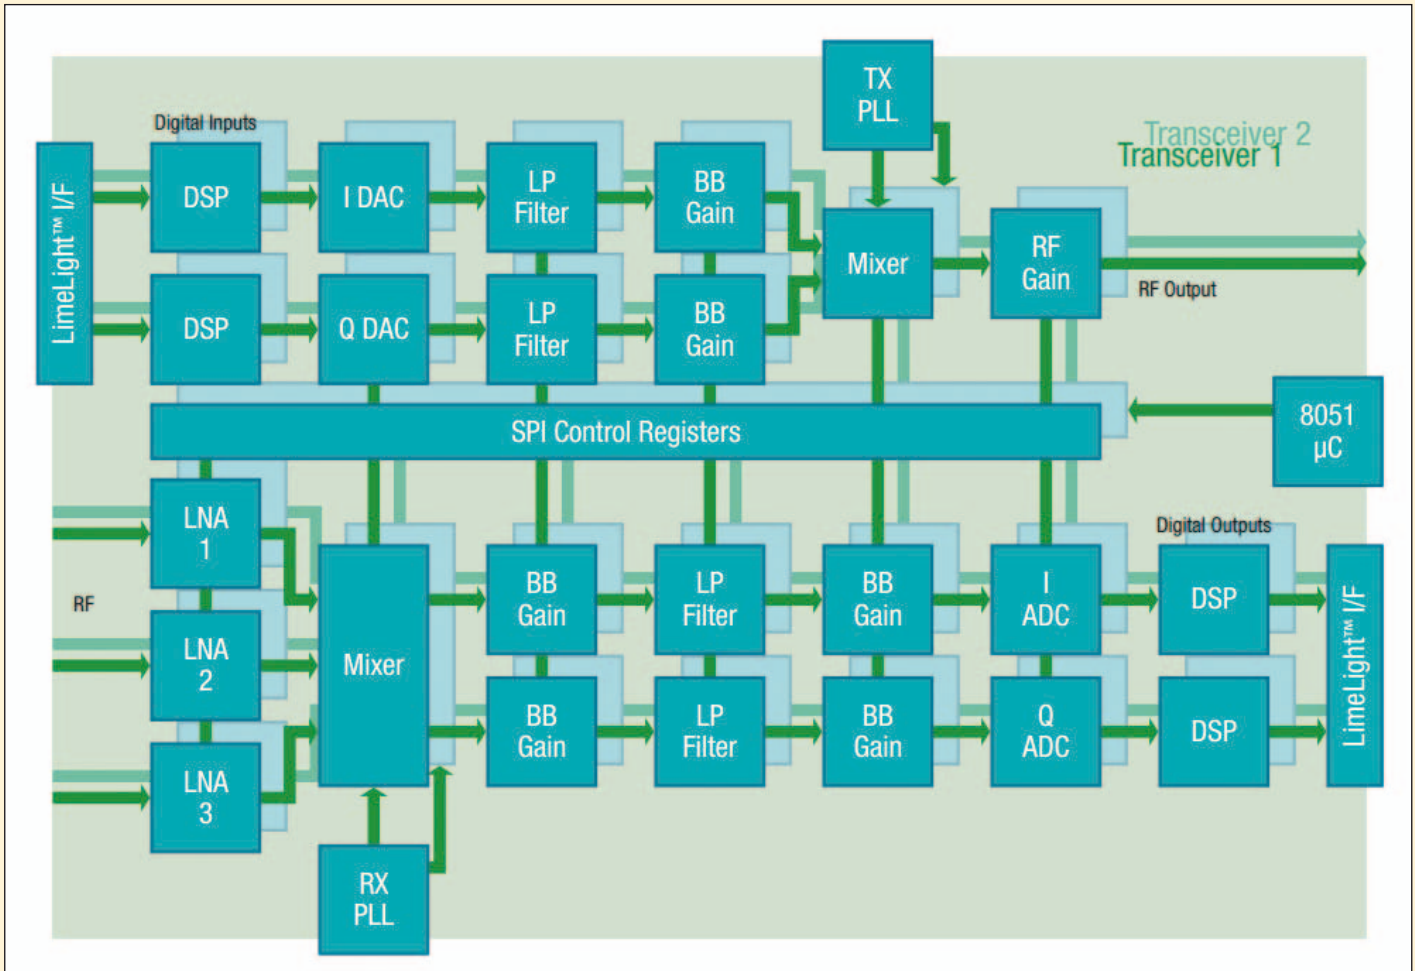 TX
PLL
Digital Inputs
Transceiver 2
Transceiver 1
LimeLight™ I/F
DSP
I DAC
LP
Filter
BB
Gain
Mixer
RF
Gain
RF Output
DSP
Q DAC
LP
Filter
BB
Gain
SPI Control Registers
8051
µC
LNA
1
RF
LNA
2
LNA
3
Mixer
BB
Gain
LP
Filter
BB
Gain
I
ADC
Digital Outputs
DSP
LimeLight™ I/F
BB
Gain
LP
Filter
BB
Gain
Q
ADC
DSP
RX
PLL